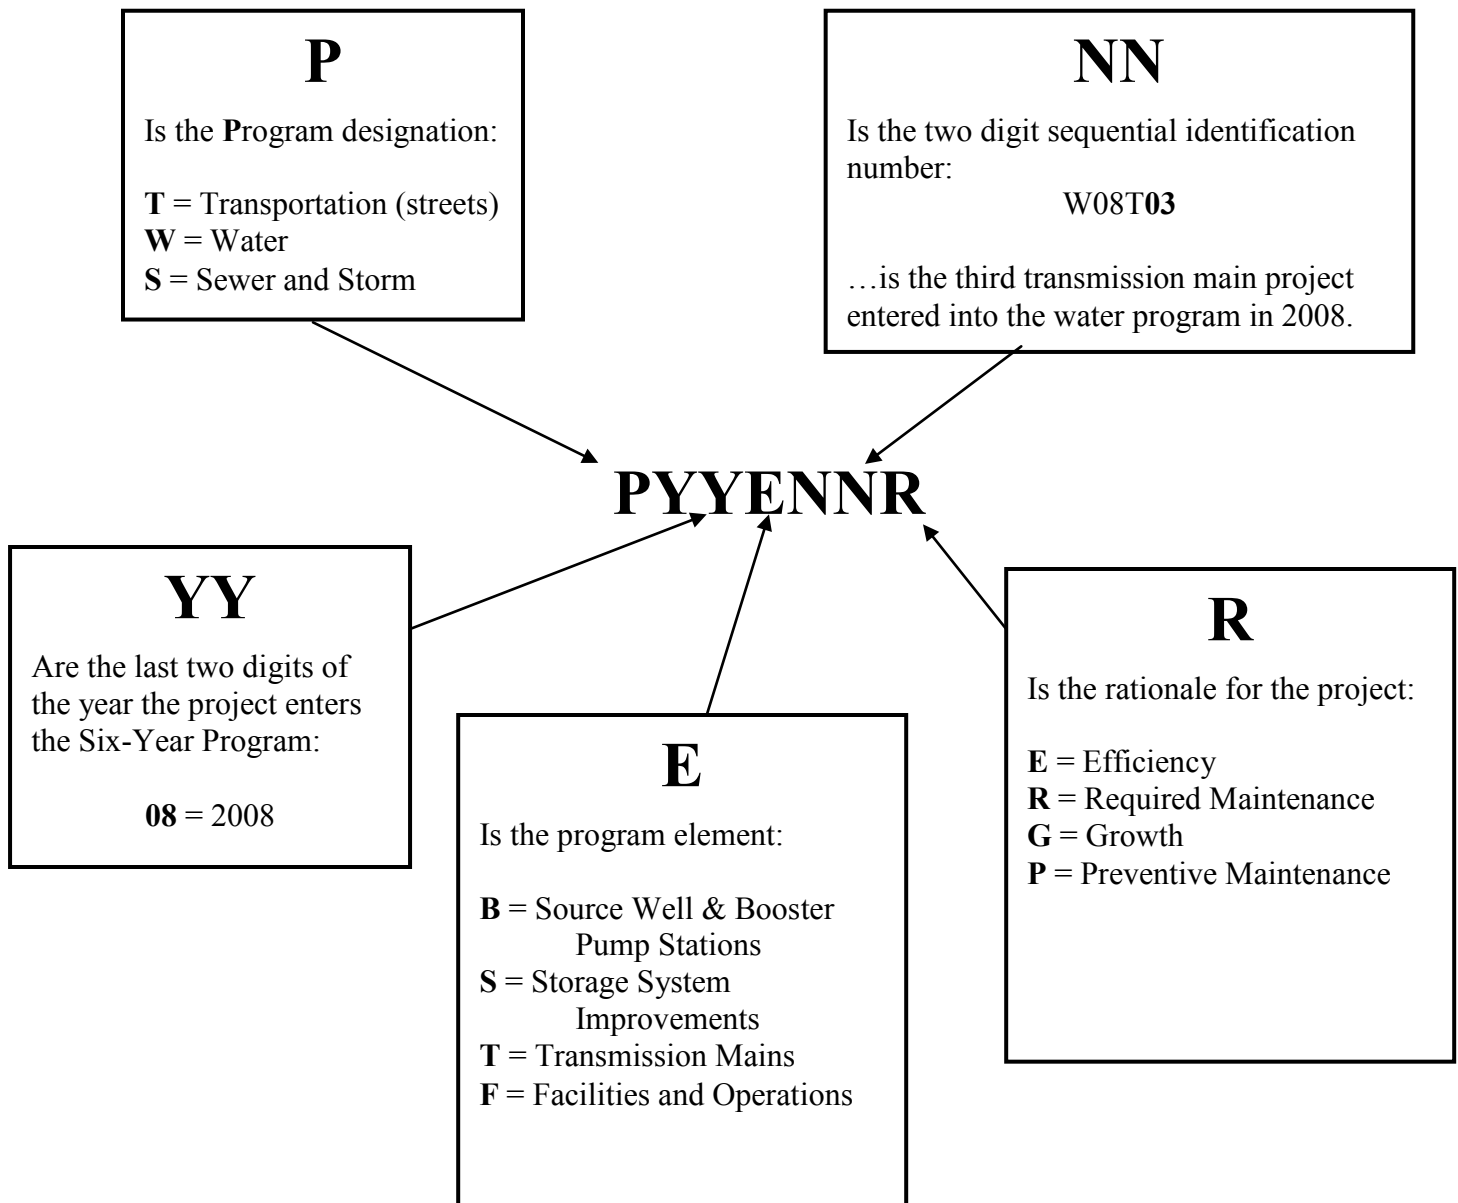 P
Is the Program designation:
T = Transportation (streets)
W = Water
S = Sewer and Storm
NN
Is the two digit sequential identification
number:
W08T03
…is the third transmission main project
entered into the water program in 2008.
PYYENNR
YY
Are the last two digits of
the year the project enters
the Six-Year Program:
08 = 2008
E
Is the program element:
B = Source Well & Booster
Pump Stations
S = Storage System
Improvements
T = Transmission Mains
F = Facilities and Operations
R
Is the rationale for the project:
E = Efficiency
R = Required Maintenance
G = Growth
P = Preventive Maintenance